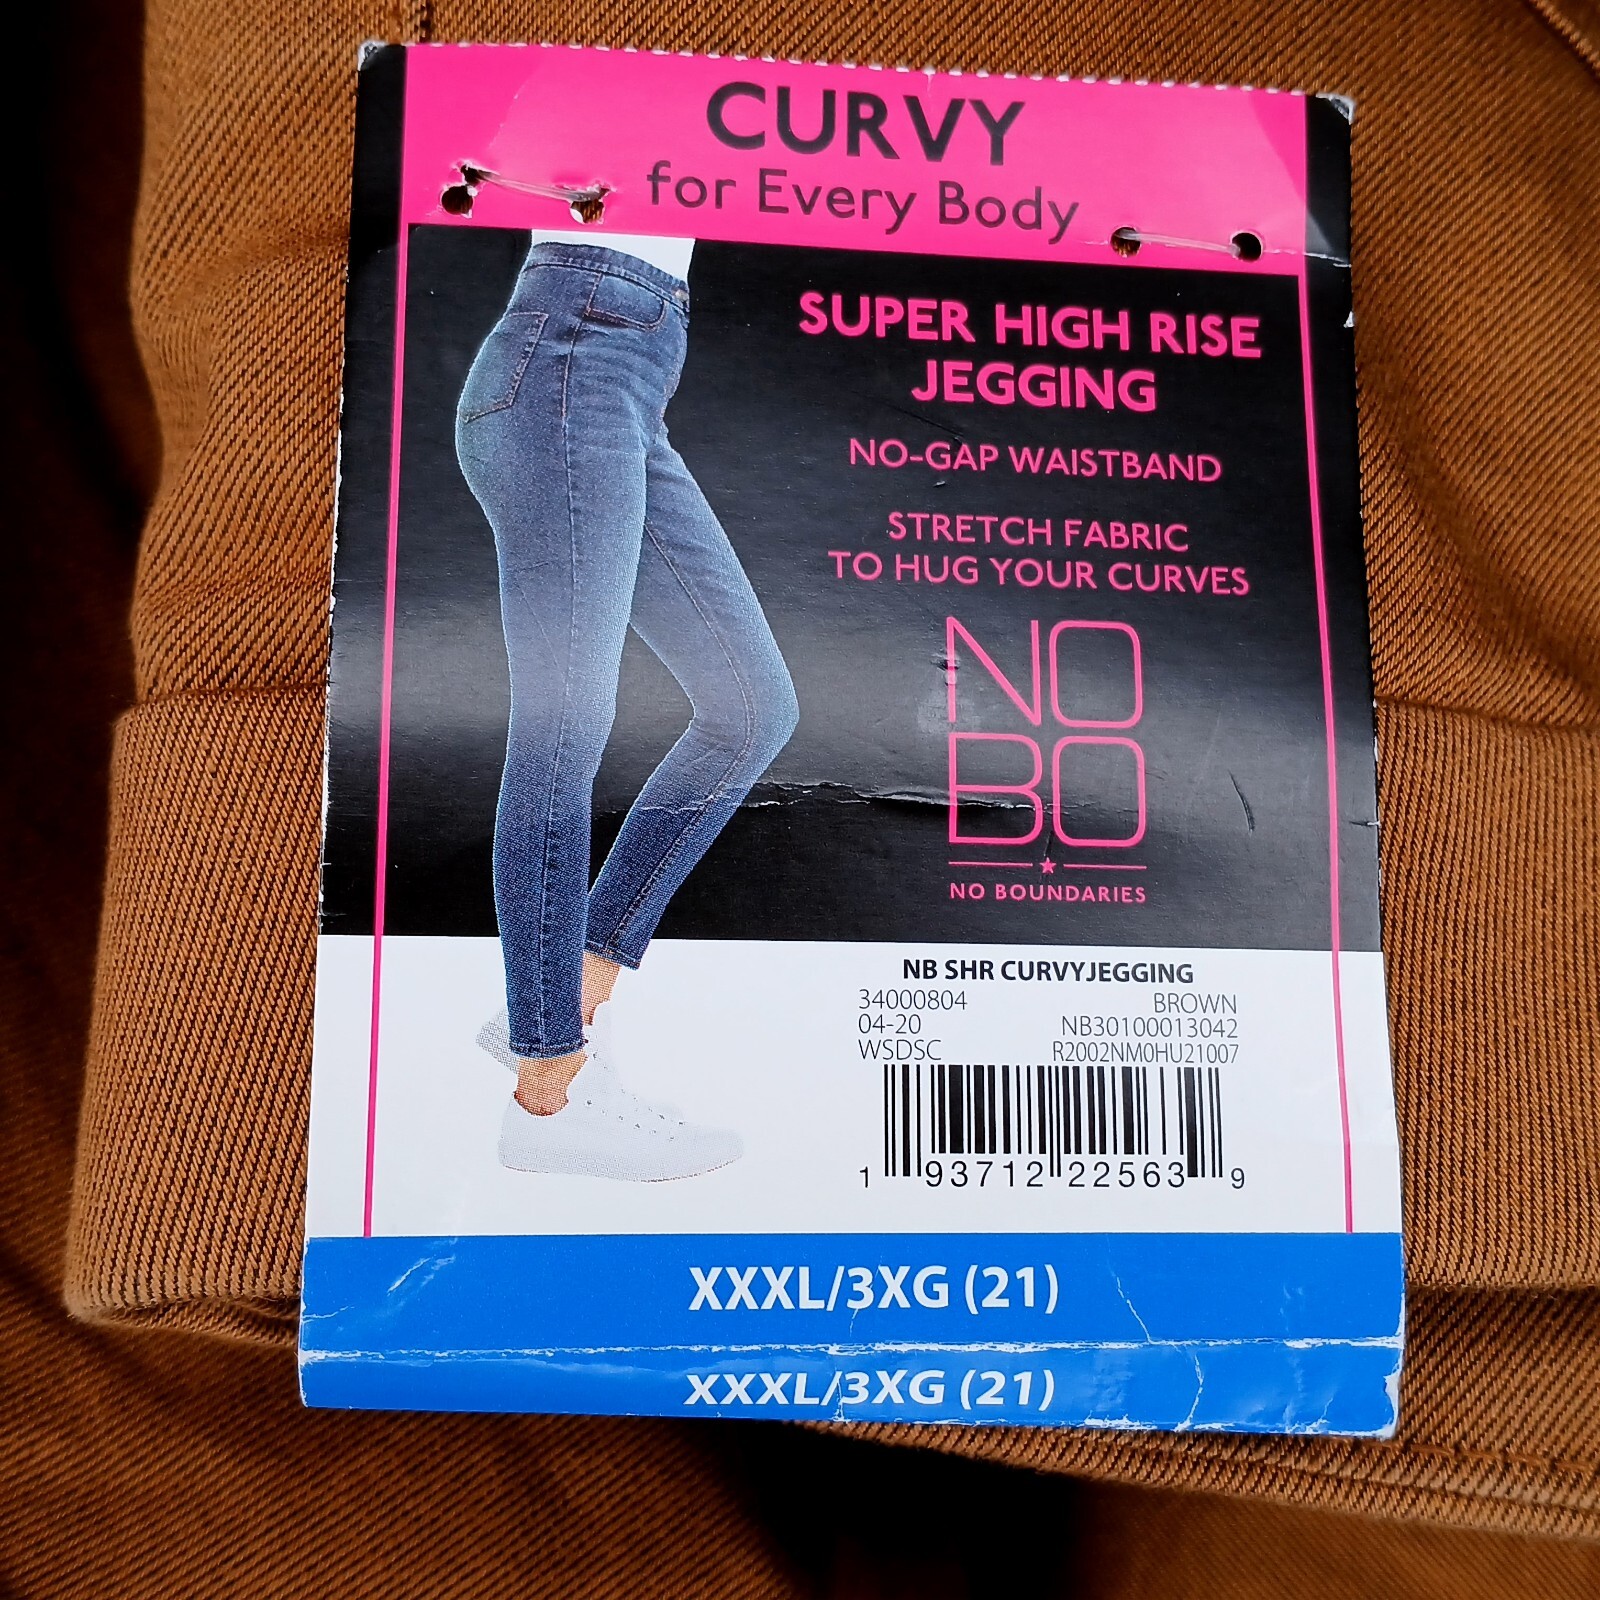 CURVY
for Every Body
SUPER HIGH RISE
JEGGING
NO-GAP WAISTBAND
STRETCH FABRIC
TO HUG YOUR CURVES
NO
BO
NO BOUNDARIES
NB SHR CURVYJEGGING
34000804 BROWN
04-20 NB30100013042
WSDSC R2002NM0HU21007
1 93712 22563 9
XXXL/3XG (21)
XXXL/3XG (21)